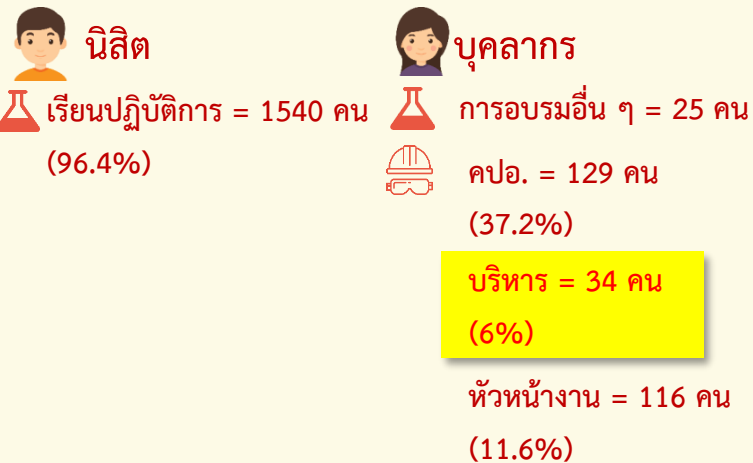 นิสิต
เรียนปฏิบัติการ = 1540 คน
(96.4%)
บุคลากร
การอบรมอื่น ๆ = 25 คน
คปอ. = 129 คน
(37.2%)
บริหาร = 34 คน
(6%)
หัวหน้างาน = 116 คน
(11.6%)